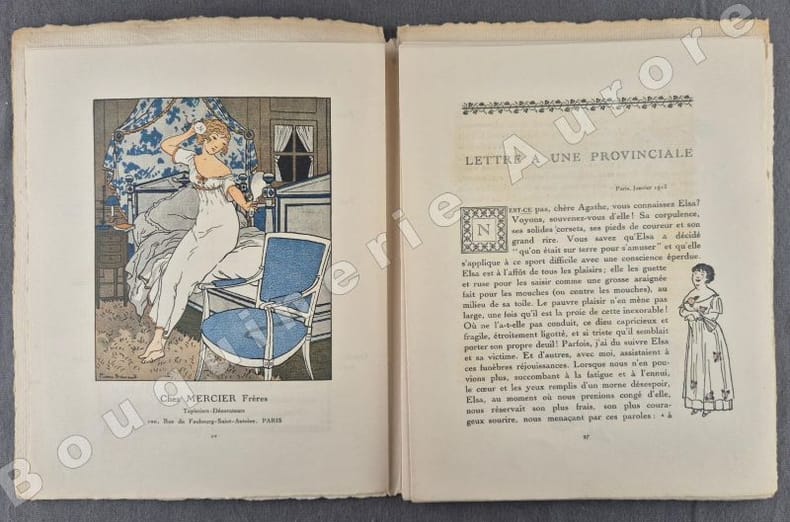 Chez MERCIER Frères
Tapissiers-Décorateurs
100, Rue du Faubourg-Saint-Antoine, PARIS
LETTRE A UNE PROVINCIALE
Paris, Janvier 1913
N'EST-CE pas, chère Agathe, vous connaissez Elsa?
Voyons, souvenez-vous d'elle! Sa corpulence,
ses solides corsets, ses pieds de coureur et son
grand rire. Vous savez qu'Elsa a décidé
"qu'on était sur terre pour s'amuser" et qu'elle
s'applique à ce sport difficile avec une conscience éperdue.
Elsa est à l'affût de tous les plaisirs; elle les guette
et ruse pour les saisir comme une grosse araignée
fait pour les mouches (ou contre les mouches), au
milieu de sa toile. Le pauvre plaisir n'en mène pas
large, une fois qu'il est la proie de cette inexorable!
Où ne l'a-t-elle pas conduit, ce dieu capricieux et
fragile, étroitement ligotté, et si triste qu'il semblait
porter son propre deuil! Parfois, j'ai du suivre Elsa
et sa victime. Et d'autres, avec moi, assistaient à
ces funèbres réjouissances. Lorsque nous n'en pou-
vions plus, succombant à la fatigue et à l'ennui,
le cœur et les yeux remplis d'un morne désespoir,
Elsa, au moment où nous prenions congé d'elle,
nous réservait son plus frais, son plus coura-
geux sourire, nous menaçant par ces paroles: "à
Bouquinerie Aurore